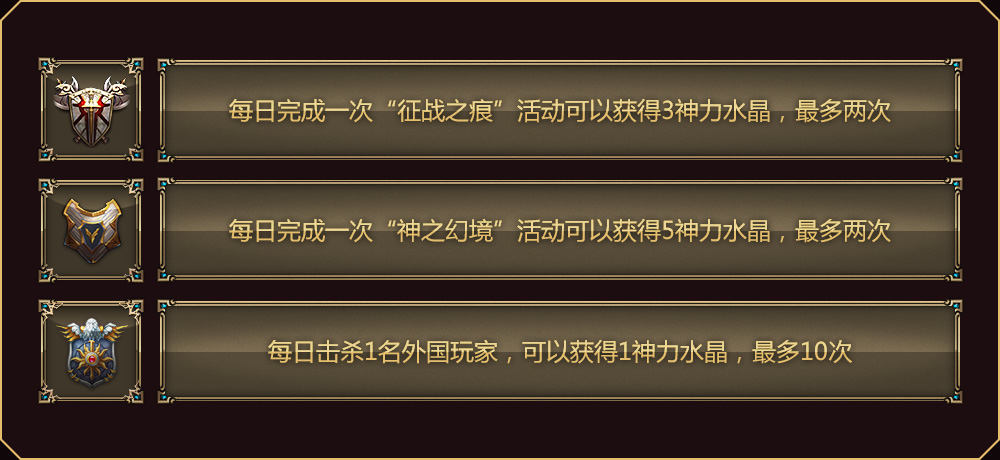 每日完成一次“征战之痕”活动可以获得3神力水晶，最多两次
每日完成一次“神之幻境”活动可以获得5神力水晶，最多两次
每日击杀1名外国玩家，可以获得1神力水晶，最多10次